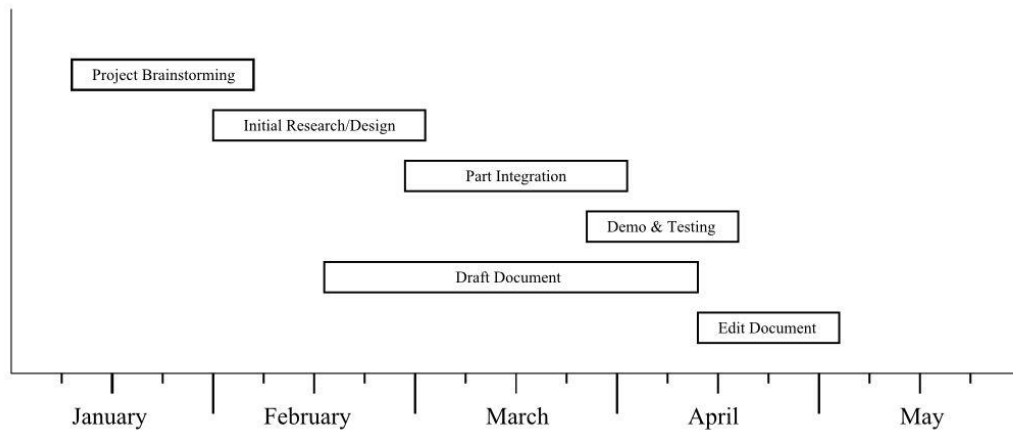 Project Brainstorming
Initial Research/Design
Part Integration
Demo & Testing
Draft Document
Edit Document
January February March April May